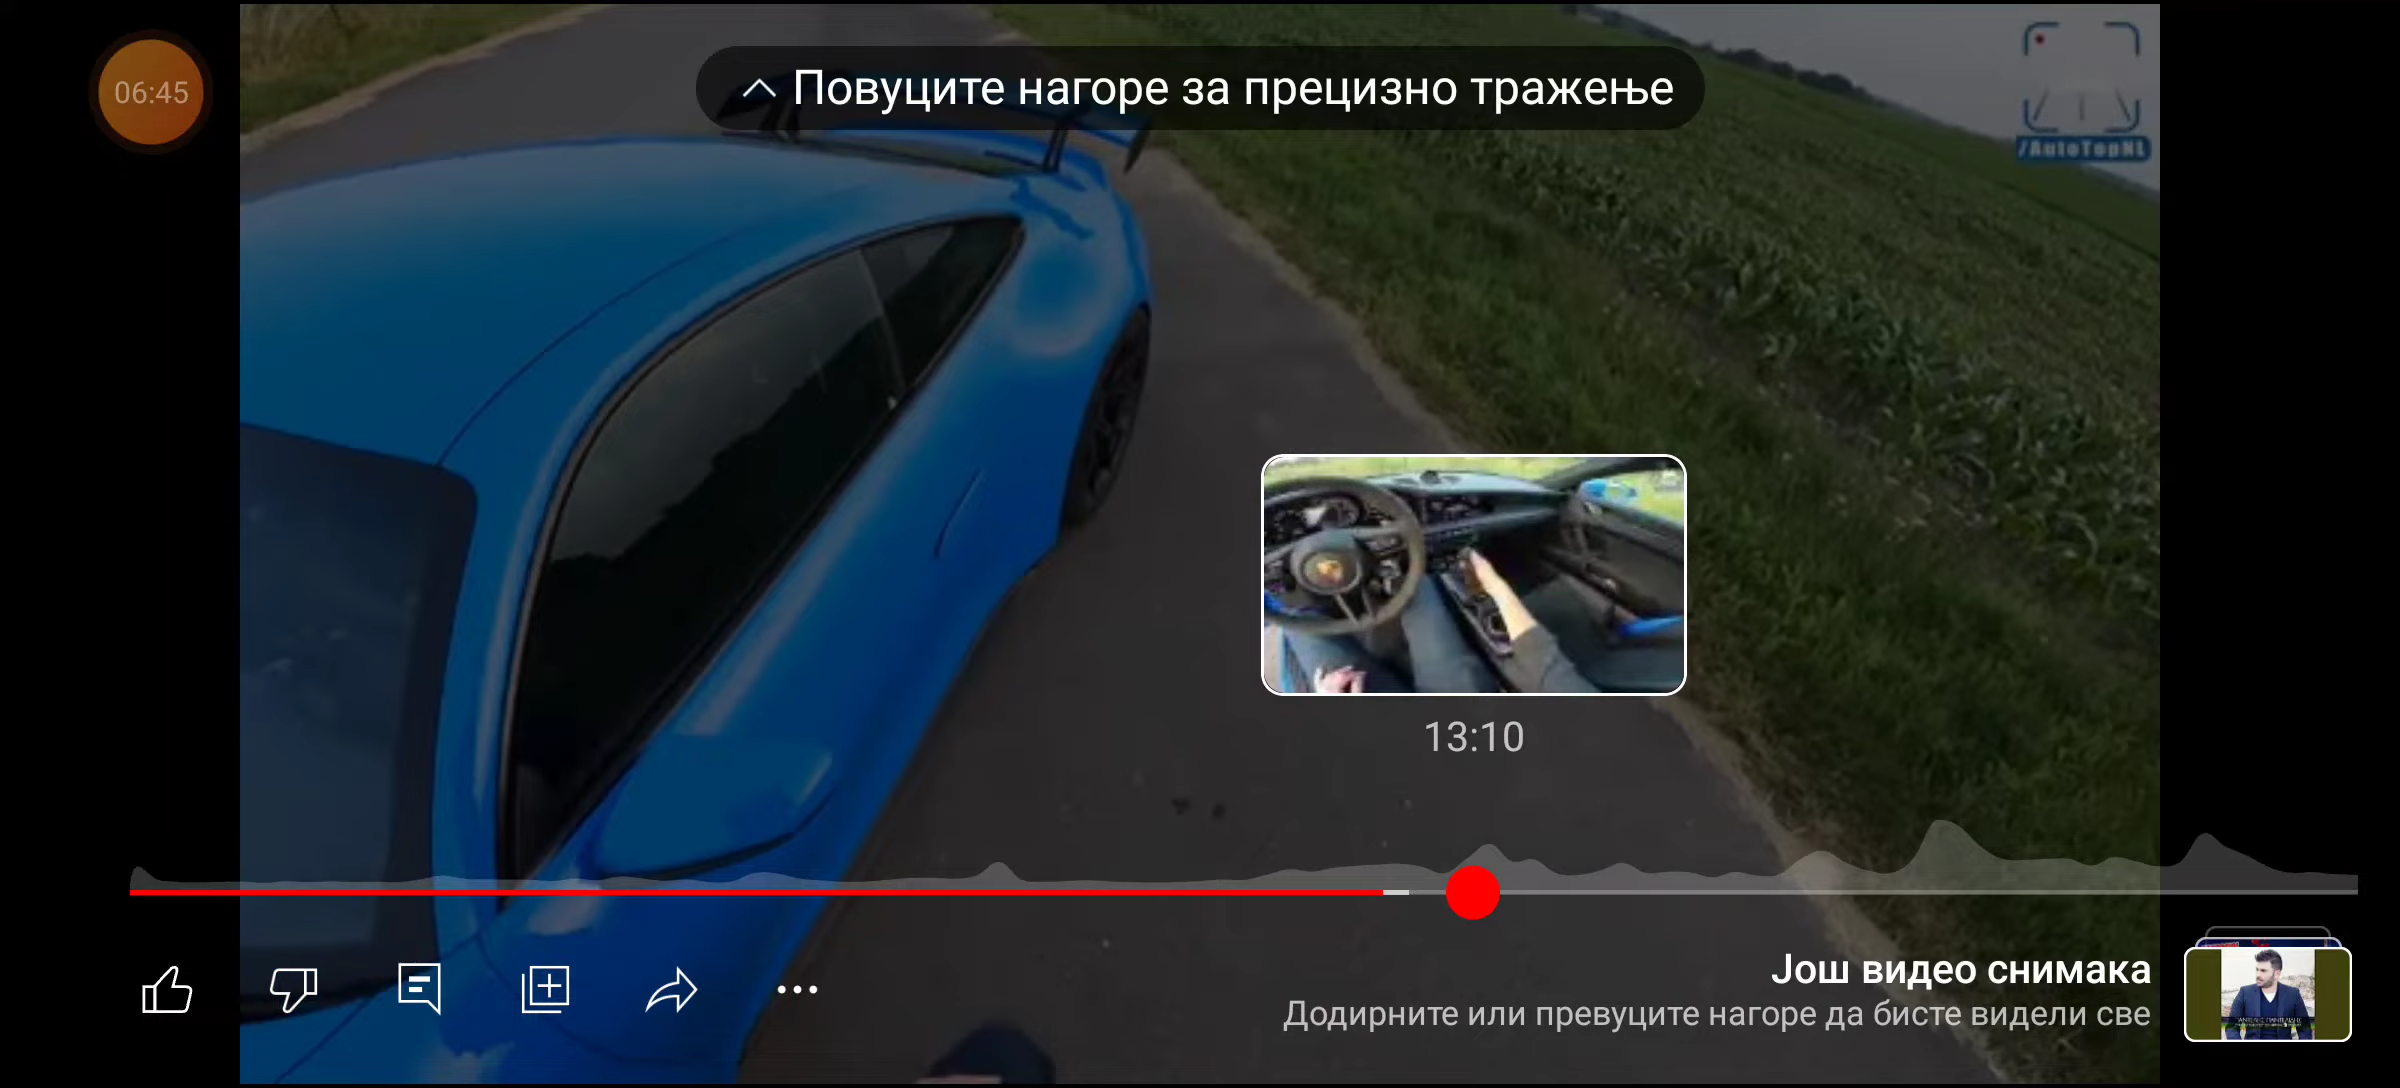 06:45
Повуците нагоре за прецизно тражење
/AutoTopNL
13:10
Још видео снимака
Додирните или превуците нагоре да бисте видели све